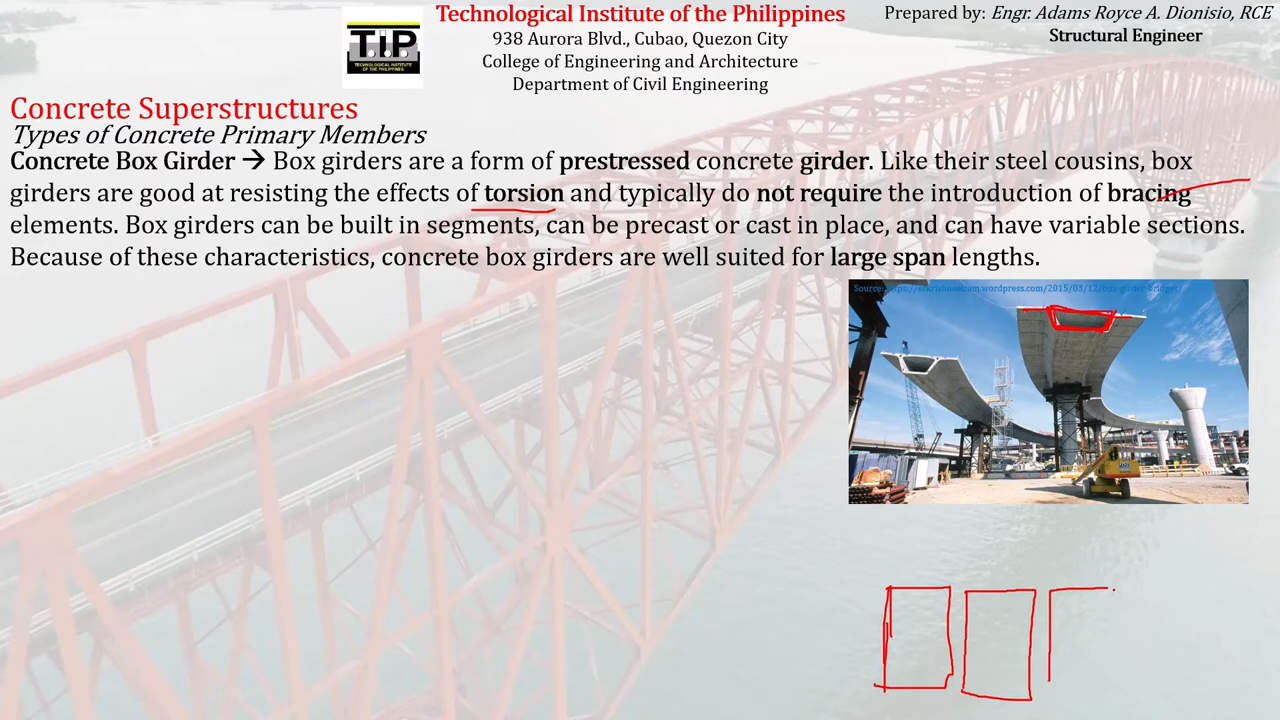 Technological Institute of the Philippines
938 Aurora Blvd., Cubao, Quezon City
College of Engineering and Architecture
Department of Civil Engineering
Prepared by: Engr. Adams Royce A. Dionisio, RCE
Structural Engineer
TIP
TECHNOLOGICAL INSTITUTE
OF THE PHILIPPINES
Concrete Superstructures
Types of Concrete Primary Members
Concrete Box Girder → Box girders are a form of prestressed concrete girder. Like their steel cousins, box
girders are good at resisting the effects of torsion and typically do not require the introduction of bracing
elements. Box girders can be built in segments, can be precast or cast in place, and can have variable sections.
Because of these characteristics, concrete box girders are well suited for large span lengths.